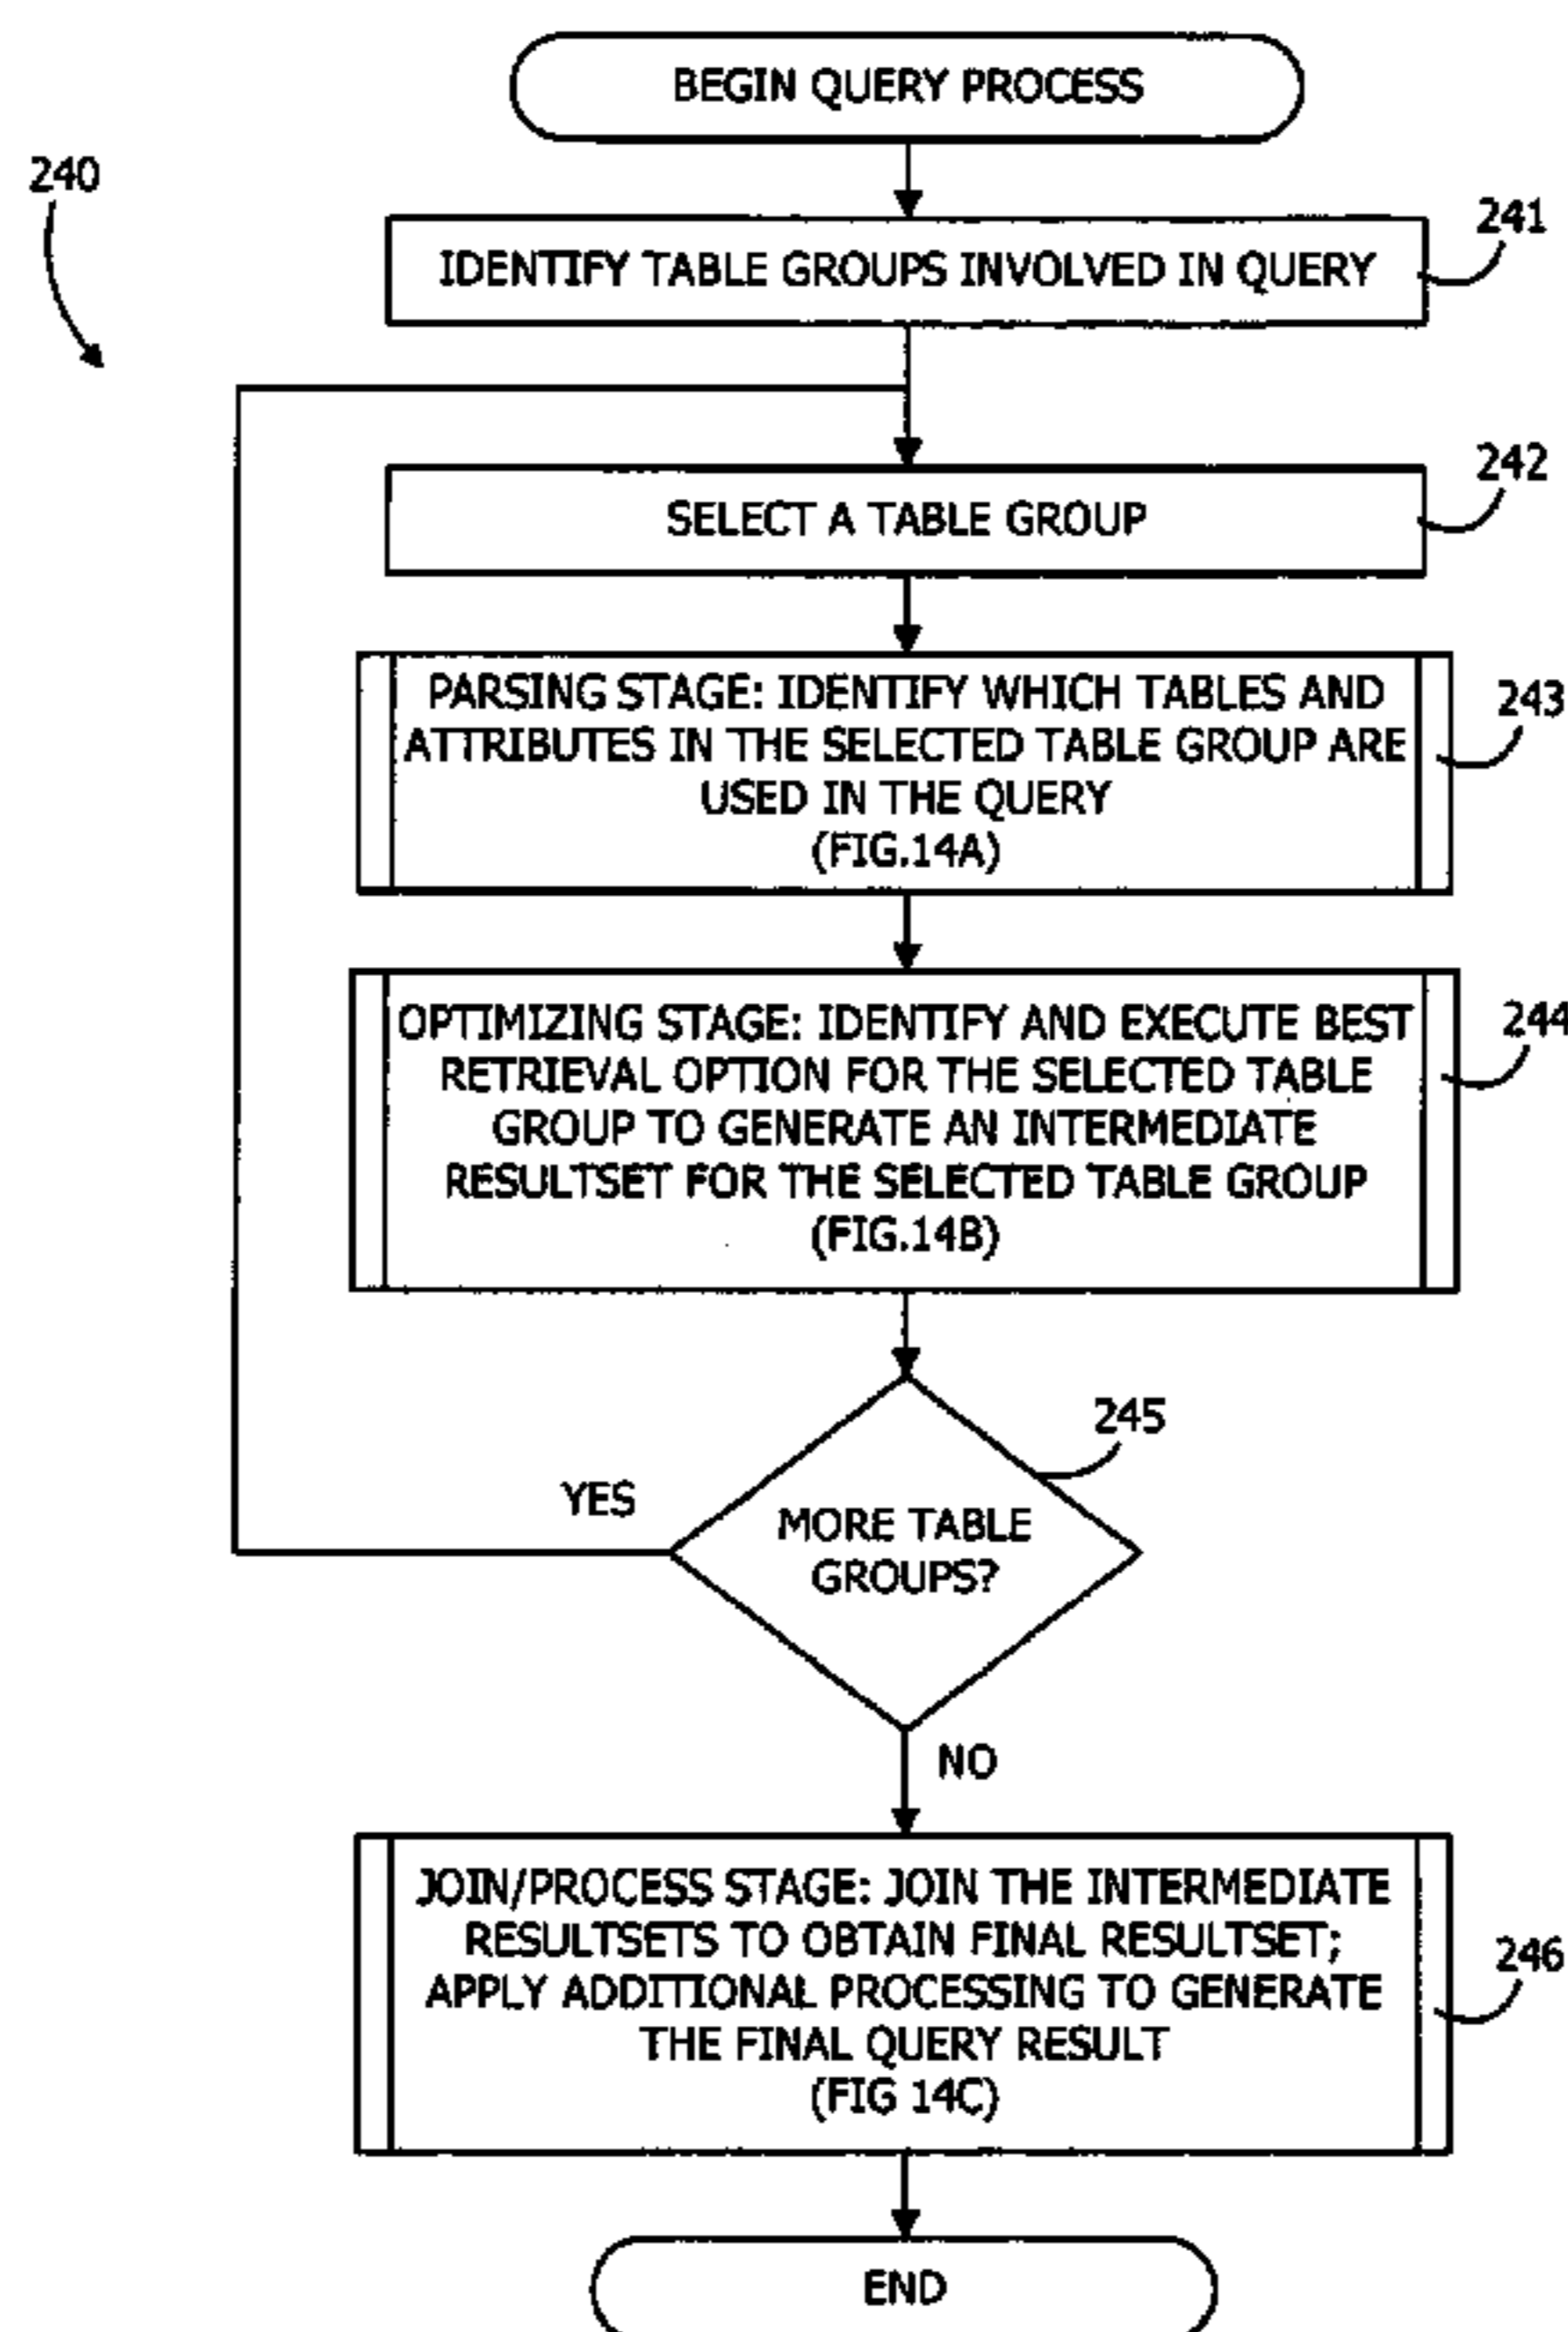 BEGIN QUERY PROCESS
240
241
IDENTIFY TABLE GROUPS INVOLVED IN QUERY
242
SELECT A TABLE GROUP
243
PARSING STAGE: IDENTIFY WHICH TABLES AND
ATTRIBUTES IN THE SELECTED TABLE GROUP ARE
USED IN THE QUERY
(FIG.14A)
244
OPTIMIZING STAGE: IDENTIFY AND EXECUTE BEST
RETRIEVAL OPTION FOR THE SELECTED TABLE
GROUP TO GENERATE AN INTERMEDIATE
RESULTSET FOR THE SELECTED TABLE GROUP
(FIG.14B)
245
YES
MORE TABLE
GROUPS?
NO
JOIN/PROCESS STAGE: JOIN THE INTERMEDIATE
RESULTSETS TO OBTAIN FINAL RESULTSET;
246
APPLY ADDITIONAL PROCESSING TO GENERATE
THE FINAL QUERY RESULT
(FIG 14C)
END